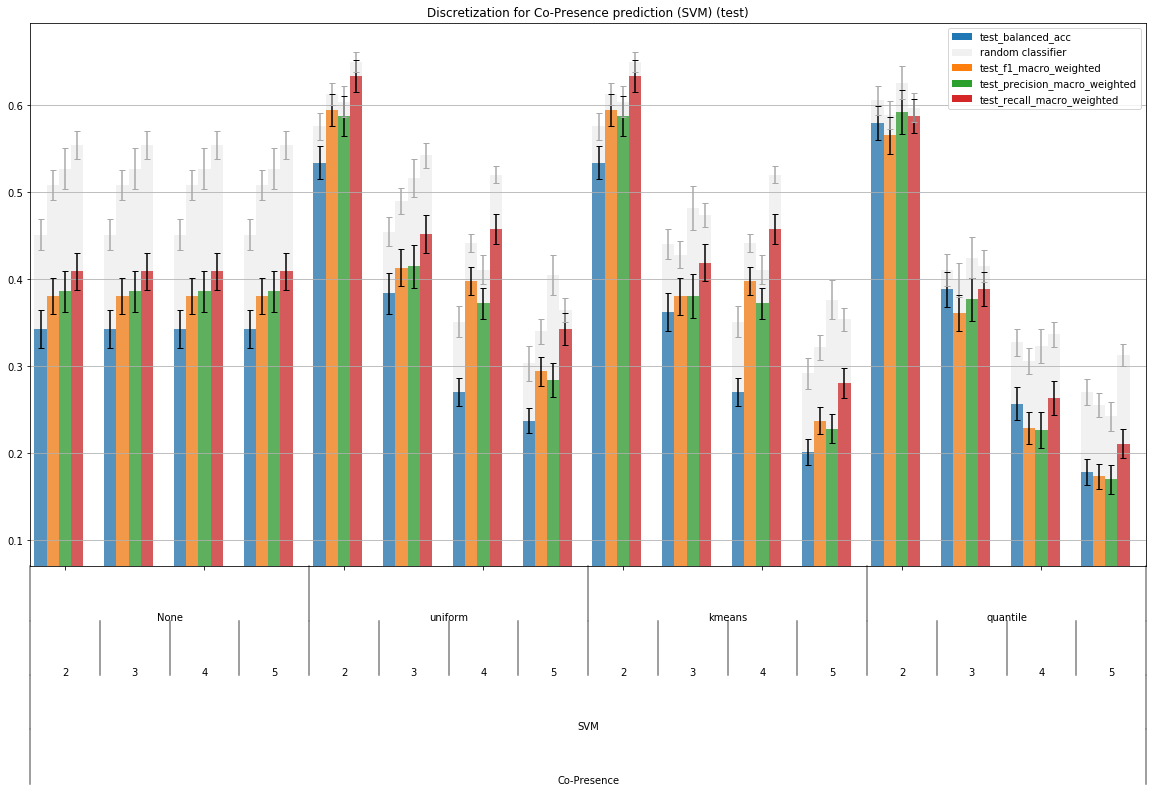 Discretization for Co-Presence prediction (SVM) (test)
test_balanced_acc
random classifier
test_f1_macro_weighted
test_precision_macro_weighted
test_recall_macro_weighted
0.6
0.5
0.4
0.3
0.2
0.1
None uniform kmeans quantile
2 3 4 5 2 3 4 5 2 3 4 5 2 3 4 5
SVM
Co-Presence